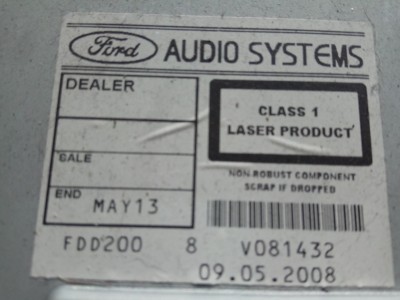 Ford AUDIO SYSTEMS
DEALER
CLASS 1
LASER PRODUCT
CALE
NON ROBUST COMPONENT
SCRAP IF DROPPED
END MAY13
FDD200 8 V081432
09.05.2008